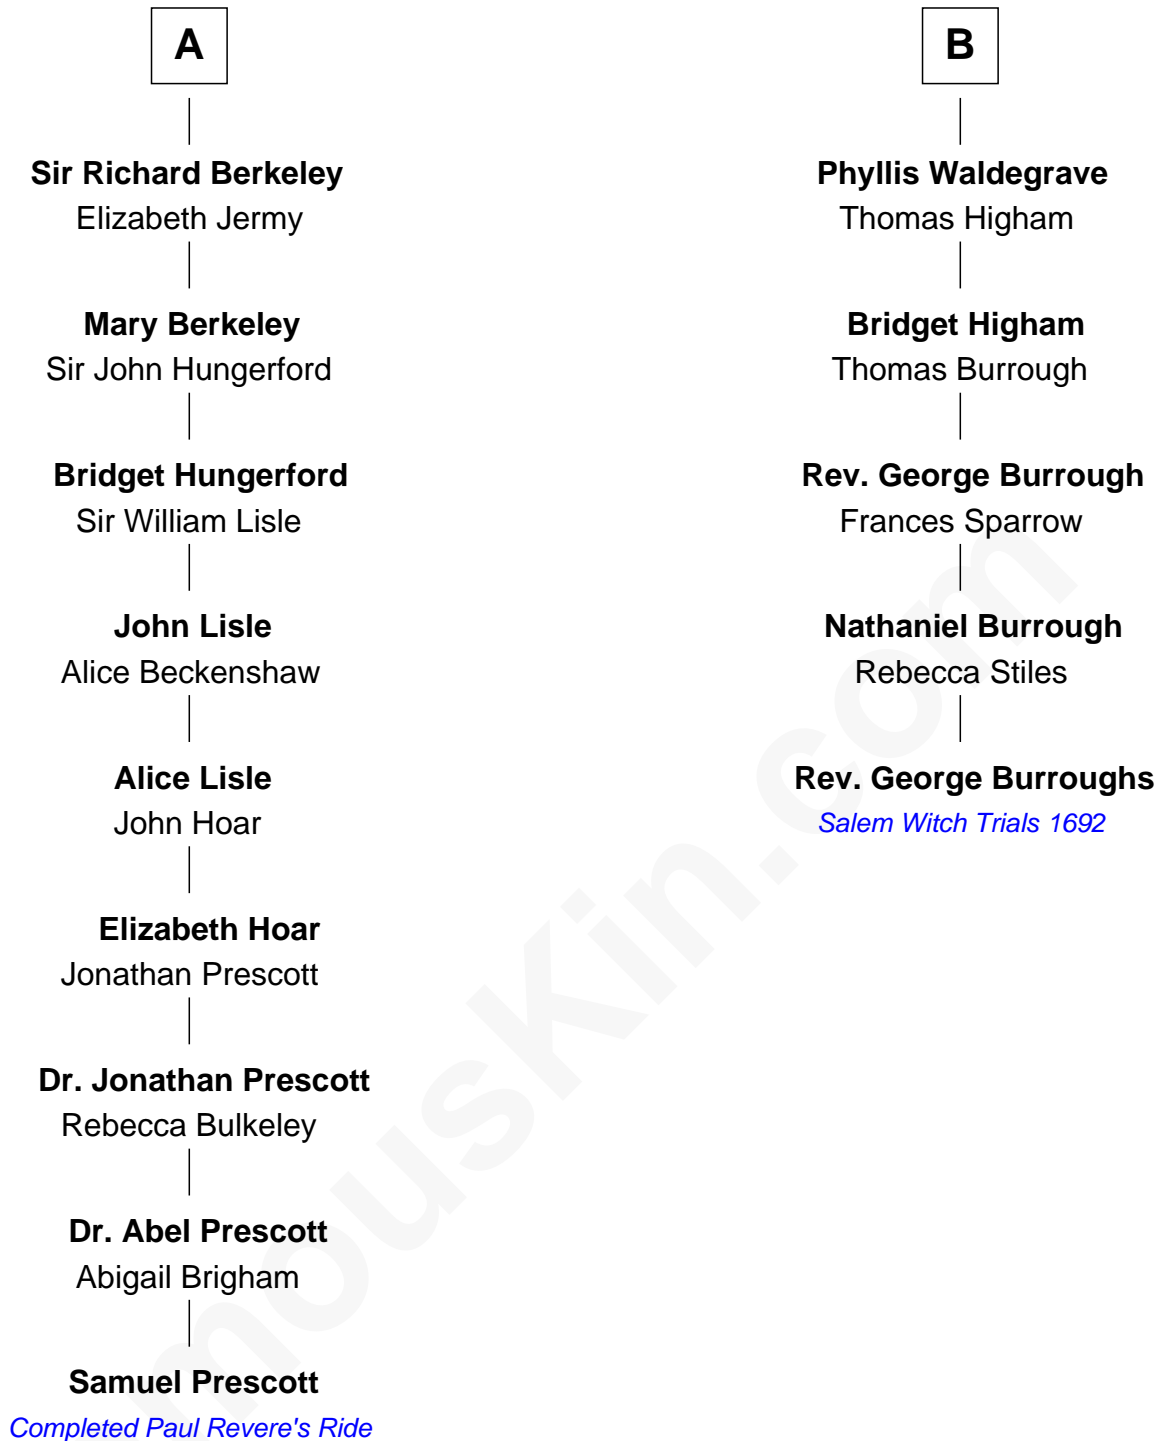 A
Sir Richard Berkeley
Elizabeth Jermy
Mary Berkeley
Sir John Hungerford
Bridget Hungerford
Sir William Lisle
John Lisle
Alice Beckenshaw
Alice Lisle
John Hoar
Elizabeth Hoar
Jonathan Prescott
Dr. Jonathan Prescott
Rebecca Bulkeley
Dr. Abel Prescott
Abigail Brigham
Samuel Prescott
Completed Paul Revere's Ride
B
Phyllis Waldegrave
Thomas Higham
Bridget Higham
Thomas Burrough
Rev. George Burrough
Frances Sparrow
Nathaniel Burrough
Rebecca Stiles
Rev. George Burroughs
Salem Witch Trials 1692
mousKin.com